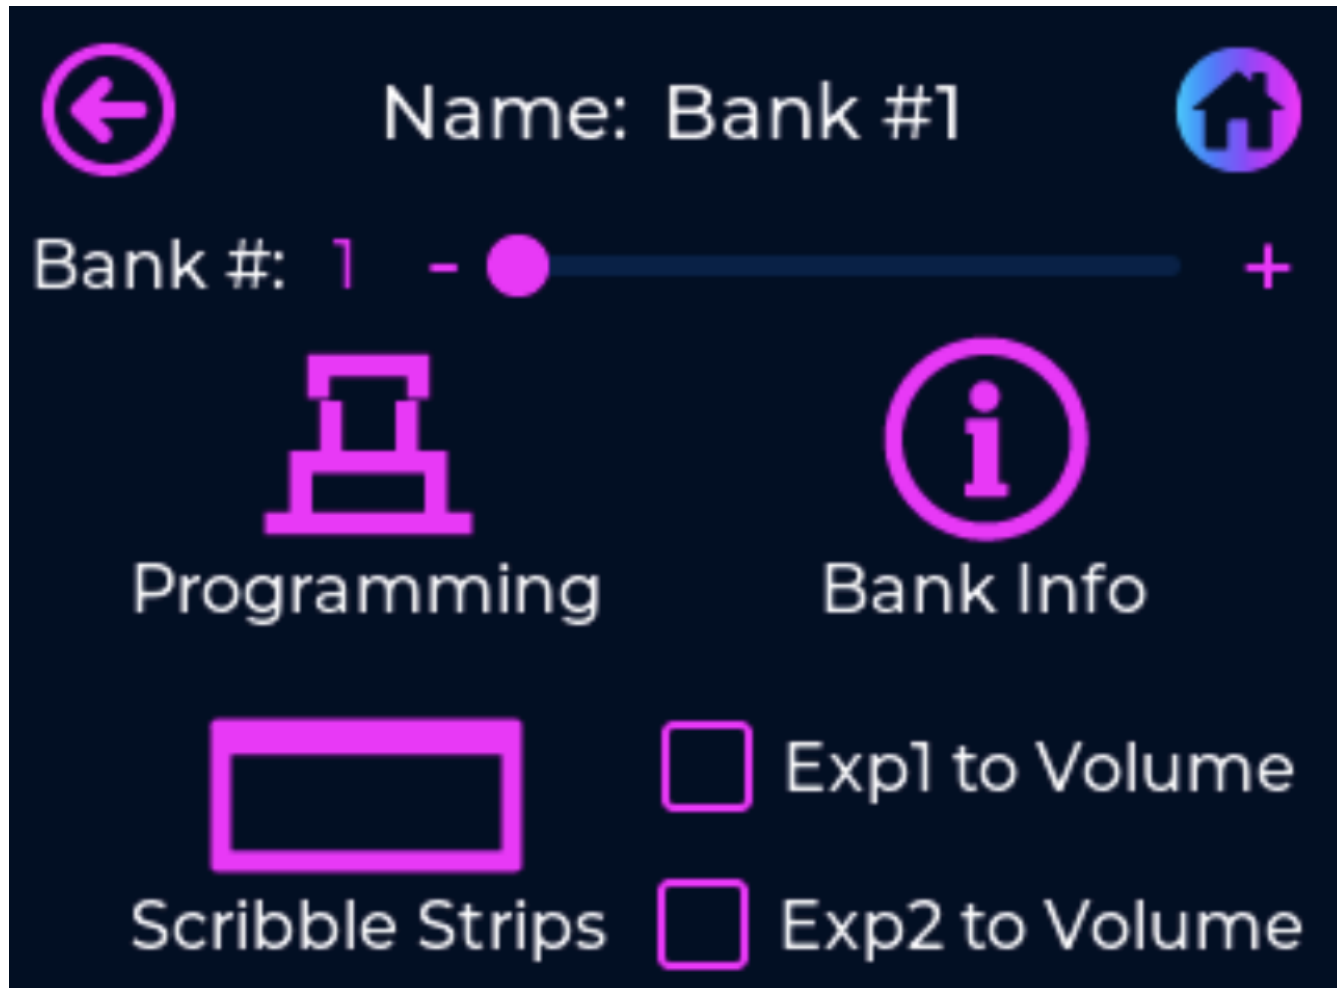 Name: Bank #1
Bank #: 1 - +
Programming
Bank Info
Scribble Strips
Exp1 to Volume
Exp2 to Volume